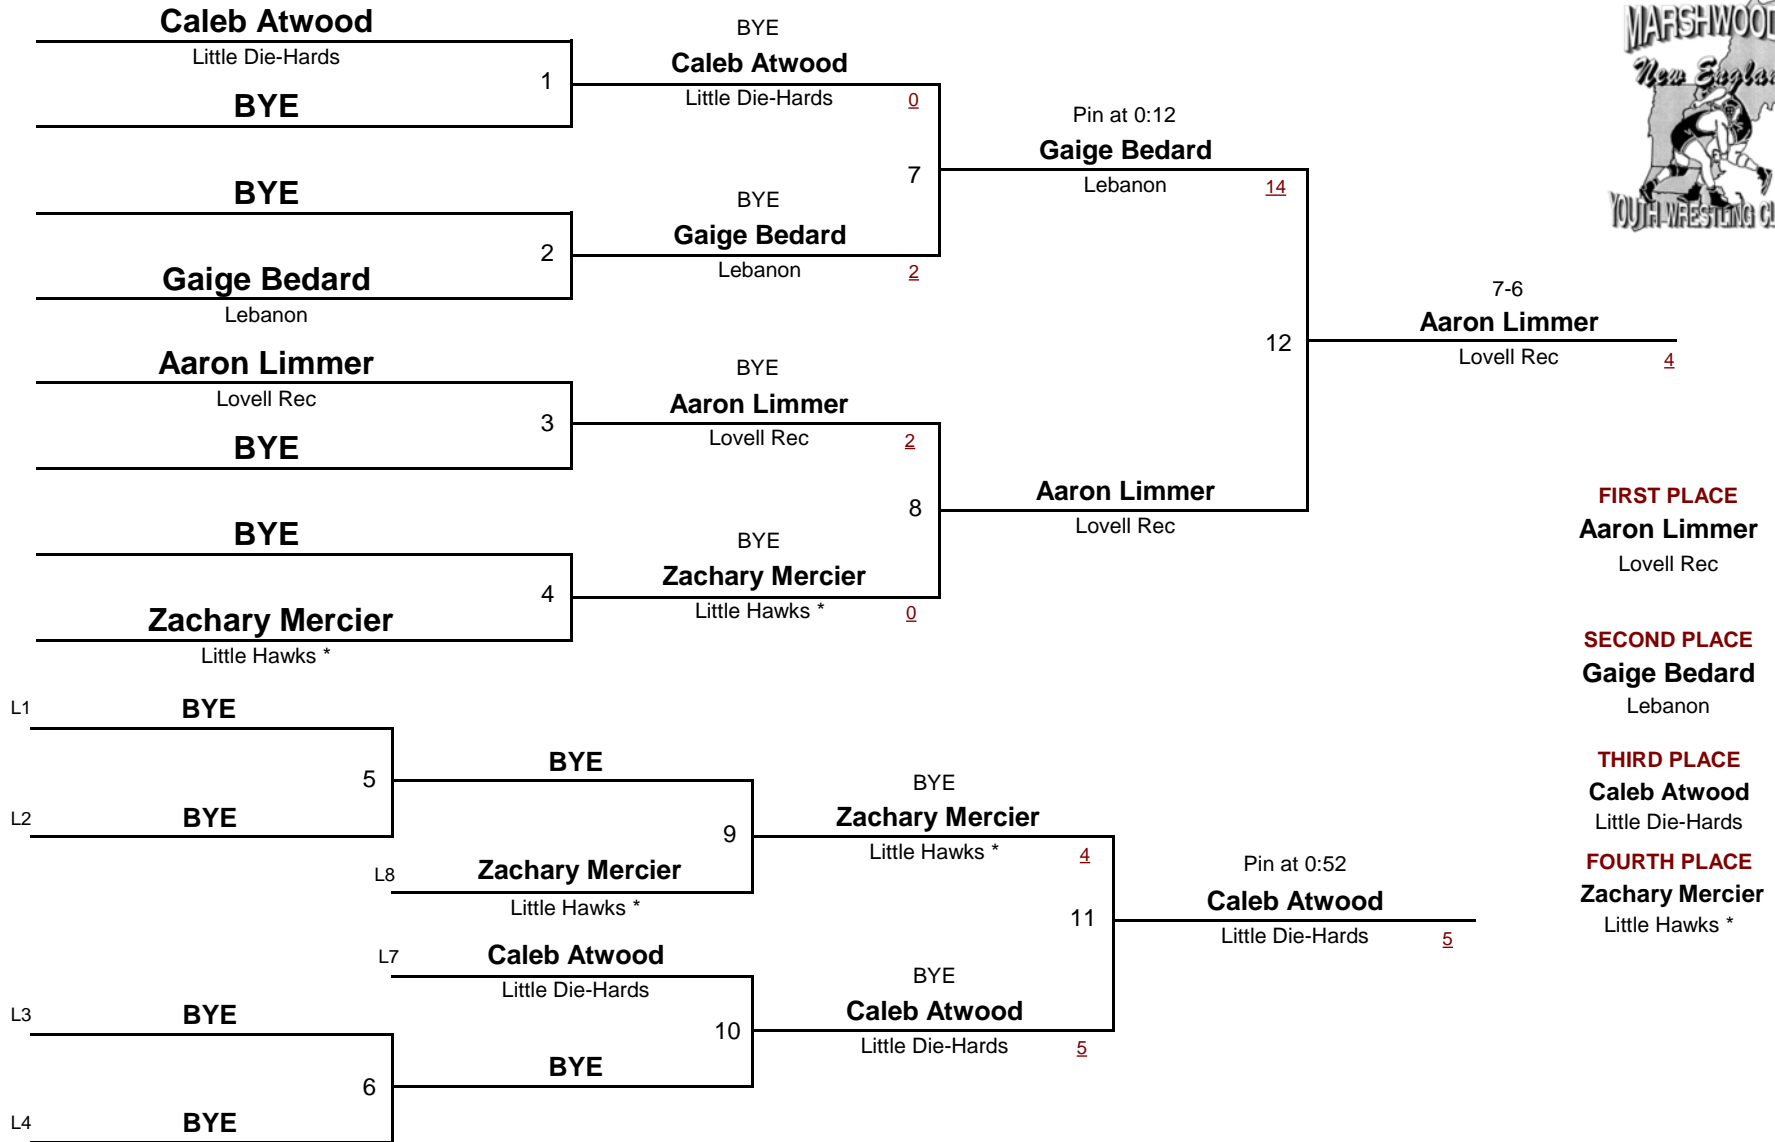 Caleb Atwood
Little Die-Hards
1
BYE
BYE
2
Gaige Bedard
Lebanon
Aaron Limmer
Lovell Rec
3
BYE
BYE
4
Zachary Mercier
Little Hawks *
BYE
Caleb Atwood
Little Die-Hards
0
7
BYE
Gaige Bedard
Lebanon
2
BYE
Aaron Limmer
Lovell Rec
2
8
BYE
Zachary Mercier
Little Hawks *
0
Pin at 0:12
Gaige Bedard
Lebanon
14
12
Aaron Limmer
Lovell Rec
7-6
Aaron Limmer
Lovell Rec
4
MARSHWOOD
New England
YOUTH WRESTLING CL
FIRST PLACE
Aaron Limmer
Lovell Rec
SECOND PLACE
Gaige Bedard
Lebanon
THIRD PLACE
Caleb Atwood
Little Die-Hards
FOURTH PLACE
Zachary Mercier
Little Hawks *
L1
BYE
5
L2
BYE
BYE
9
L8
Zachary Mercier
Little Hawks *
L7
Caleb Atwood
Little Die-Hards
10
BYE
L3
BYE
6
L4
BYE
BYE
Zachary Mercier
Little Hawks *
4
11
BYE
Caleb Atwood
Little Die-Hards
5
Pin at 0:52
Caleb Atwood
Little Die-Hards
5